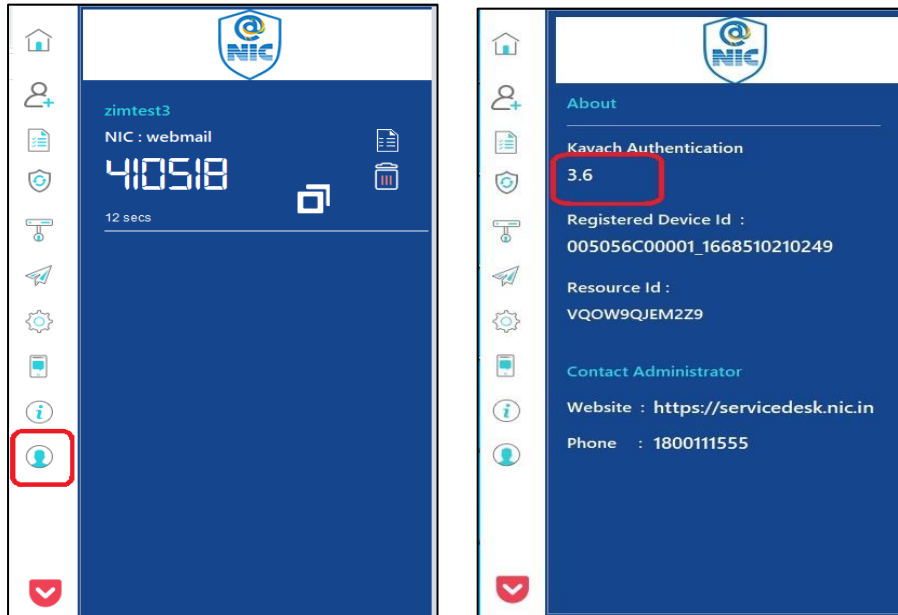 @
NIC
zimtest3
NIC : webmail
410518
12 secs
@
NIC
About
Kavach Authentication
3.6
Registered Device Id :
005056C00001_1668510210249
Resource Id :
VQOW9QJEM2Z9
Contact Administrator
Website : https://servicedesk.nic.in
Phone : 1800111555